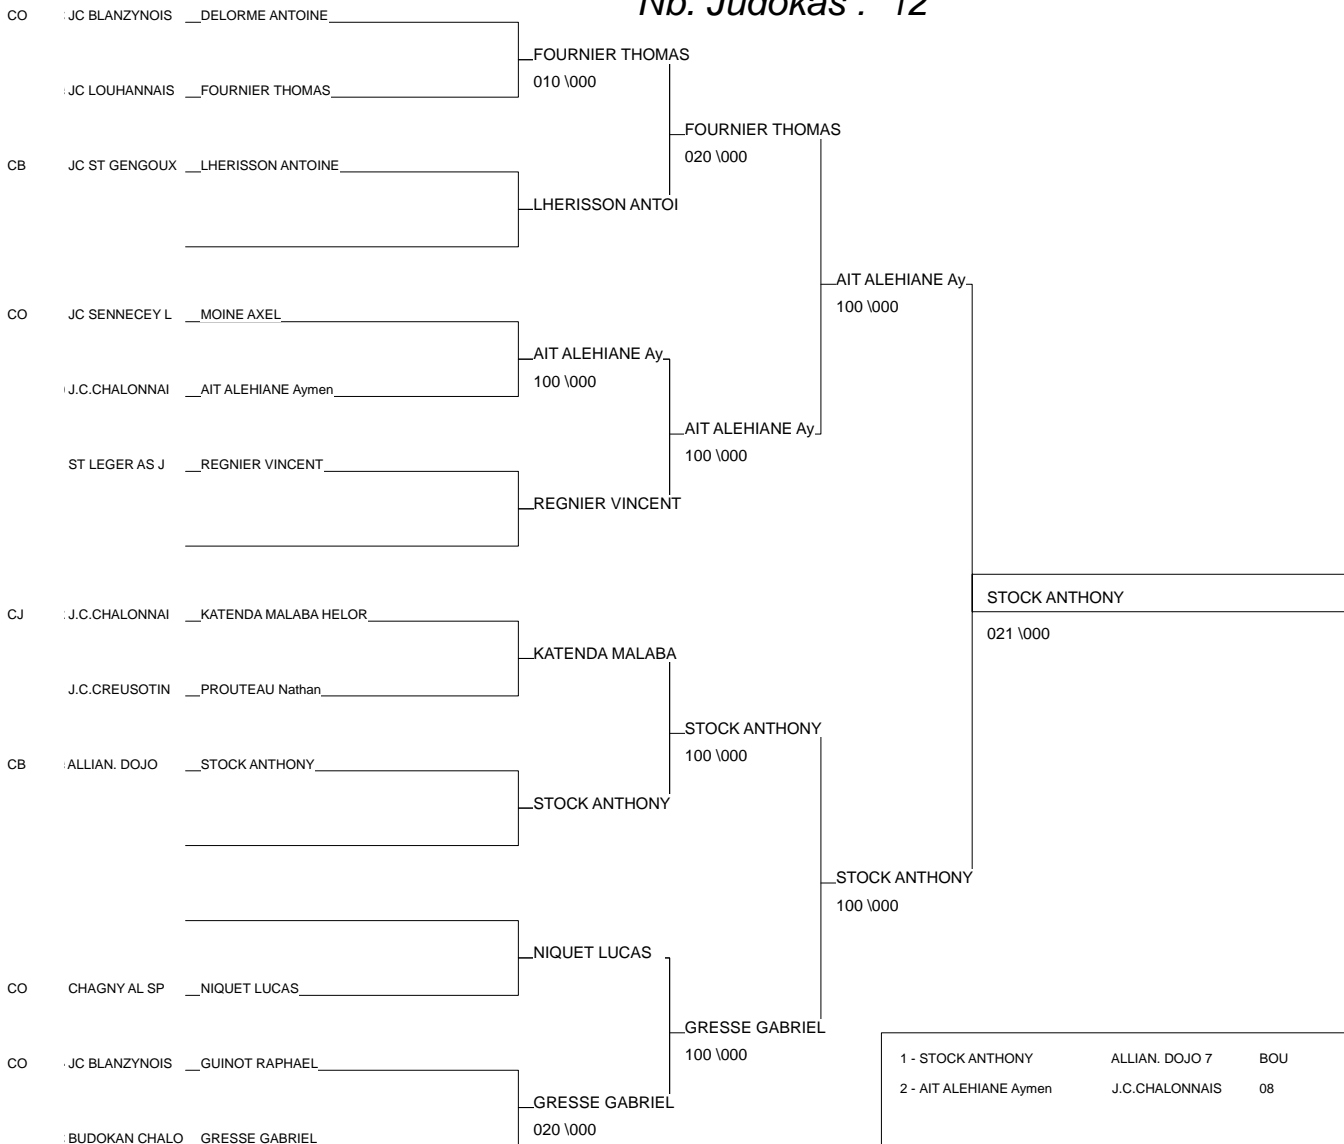 Nb. Judokas : 12
CO JC BLANZYNOIS DELORME ANTOINE
FOURNIER THOMAS
010 \000
JC LOUHANNAIS FOURNIER THOMAS
FOURNIER THOMAS
020 \000
CB JC ST GENGOUX LHERISSON ANTOINE
LHERISSON ANTOI
AIT ALEHIANE Ay
100 \000
CO JC SENNECEY L MOINE AXEL
AIT ALEHIANE Ay
100 \000
J.C.CHALONNAI AIT ALEHIANE Aymen
AIT ALEHIANE Ay
100 \000
ST LEGER AS J REGNIER VINCENT
REGNIER VINCENT
STOCK ANTHONY
021 \000
CJ J.C.CHALONNAI KATENDA MALABA HELOR
KATENDA MALABA
J.C.CREUSOTIN PROUTEAU Nathan
STOCK ANTHONY
100 \000
CB ALLIAN. DOJO STOCK ANTHONY
STOCK ANTHONY
STOCK ANTHONY
100 \000
NIQUET LUCAS
CO CHAGNY AL SP NIQUET LUCAS
GRESSE GABRIEL
100 \000
CO JC BLANZYNOIS GUINOT RAPHAEL
GRESSE GABRIEL
020 \000
BUDOKAN CHALO GRESSE GABRIEL
1 - STOCK ANTHONY ALLIAN. DOJO 7 BOU
2 - AIT ALEHIANE Aymen J.C.CHALONNAIS 08